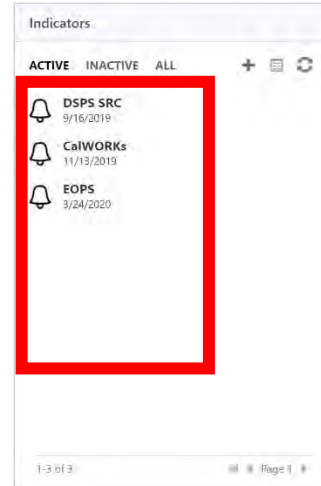 Indicators
ACTIVE INACTIVE ALL
DSPS SRC
9/16/2019
CalWORKs
11/13/2019
EOPS
3/24/2020
1-3 of 3 Page 1